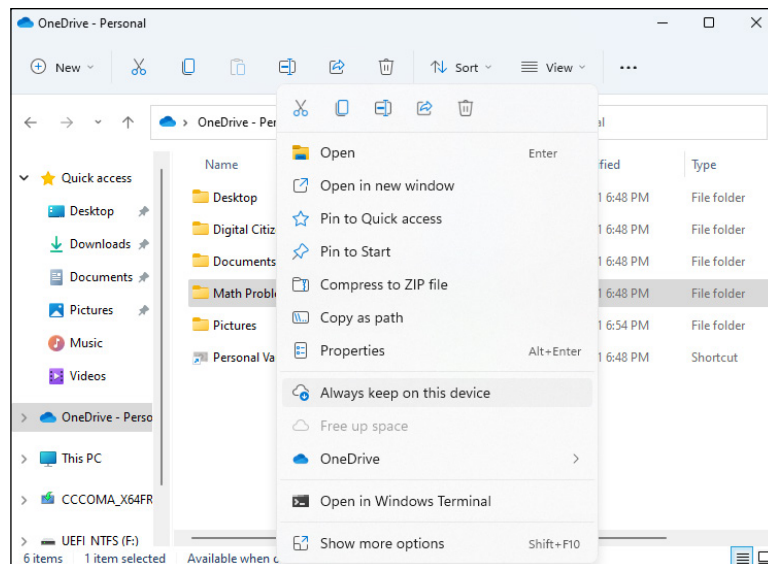 OneDrive - Personal
New
Sort
View
OneDrive - Per
Name
Type
Quick access
Desktop
Downloads
Documents
Pictures
Music
Videos
OneDrive - Perso
This PC
CCCOMA_X64FR
UEFI_NTFS (F:)
Desktop
Digital Citiz
Documents
Math Proble
Pictures
Personal Va
Open Enter
Open in new window
Pin to Quick access
Pin to Start
Compress to ZIP file
Copy as path
Properties Alt+Enter
Always keep on this device
Free up space
OneDrive
Open in Windows Terminal
Show more options Shift+F10
ified
1 6:48 PM File folder
1 6:48 PM File folder
1 6:48 PM File folder
1 6:48 PM File folder
1 6:54 PM File folder
1 6:48 PM Shortcut
6 items 1 item selected Available when